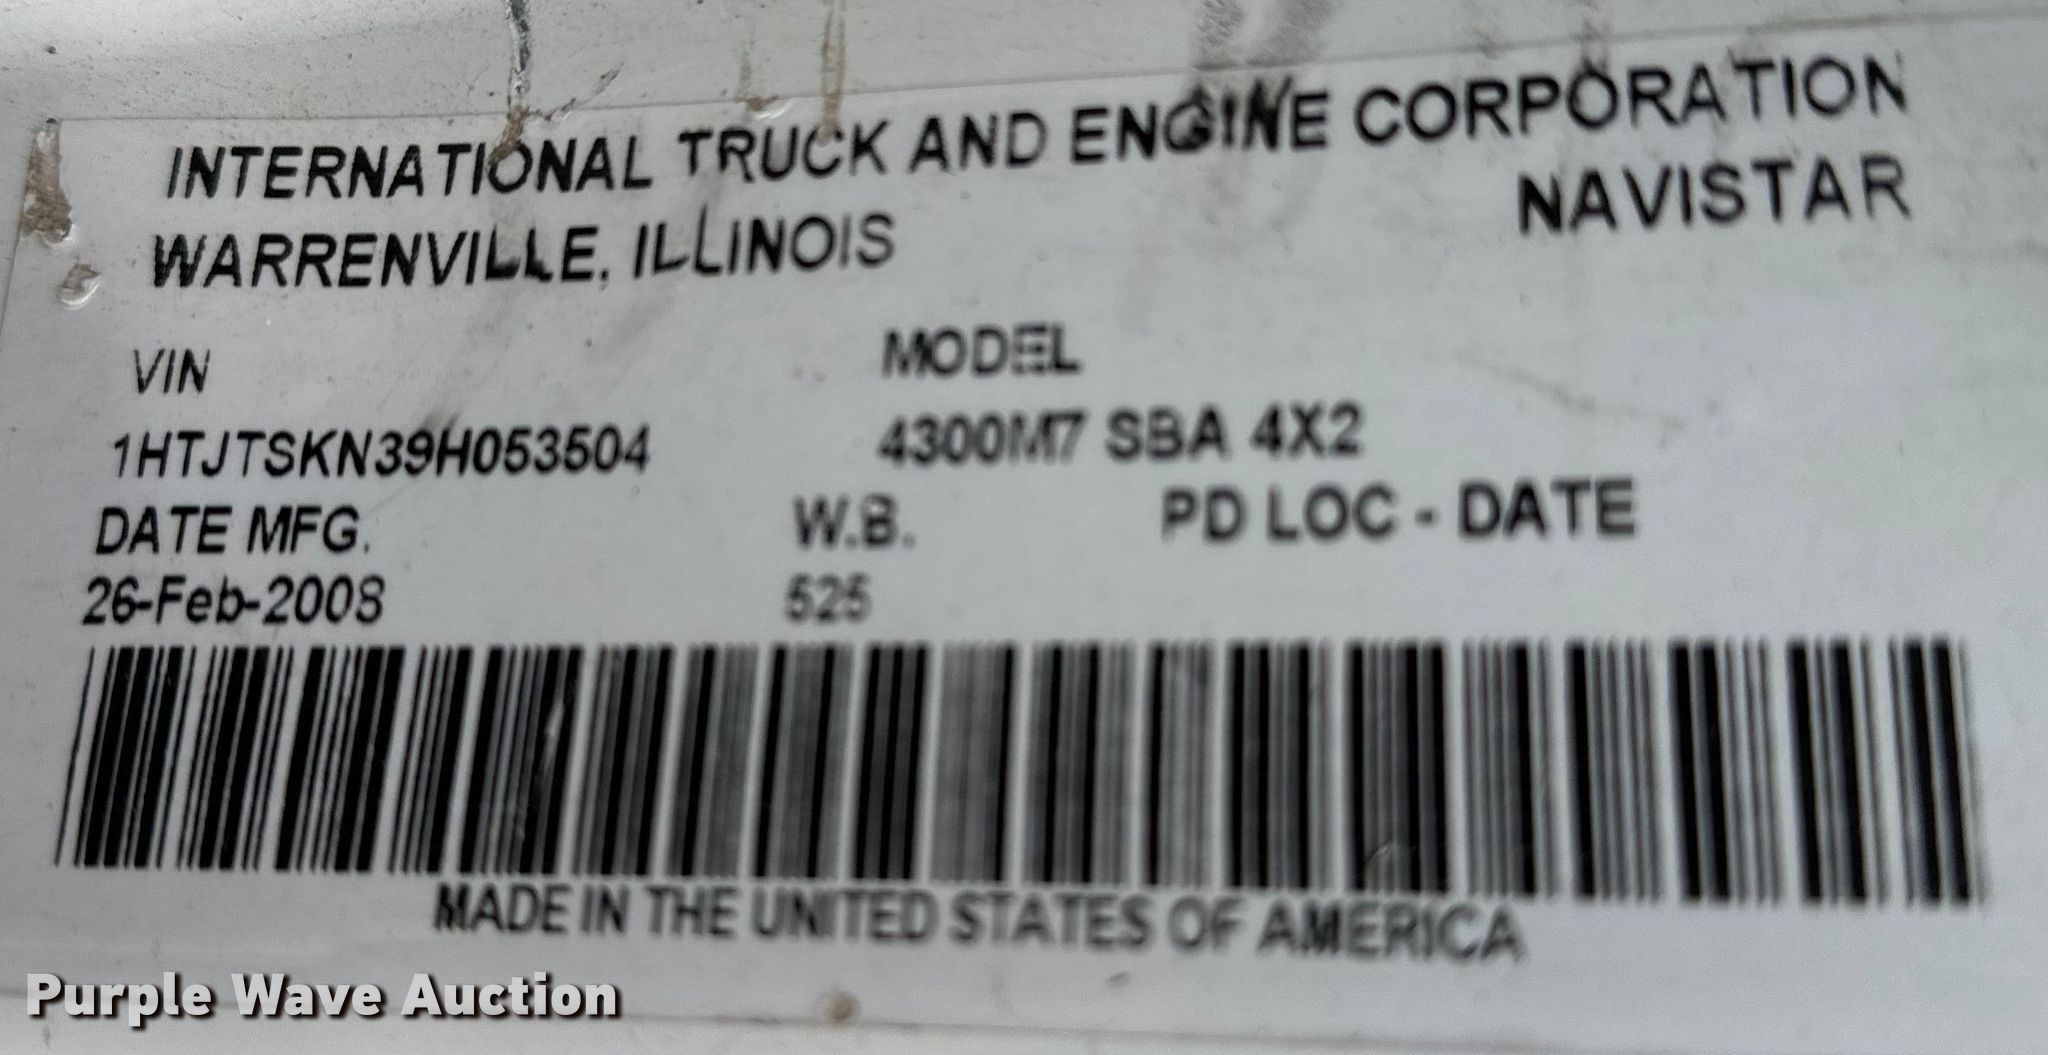 INTERNATIONAL TRUCK AND ENGINE CORPORATION
WARRENVILLE, ILLINOIS NAVISTAR
VIN MODEL
1HTJTSKN39H053504 4300M7 SBA 4X2
DATE MFG. W.B. PD LOC - DATE
26-Feb-2008 525
MADE IN THE UNITED STATES OF AMERICA
Purple Wave Auction